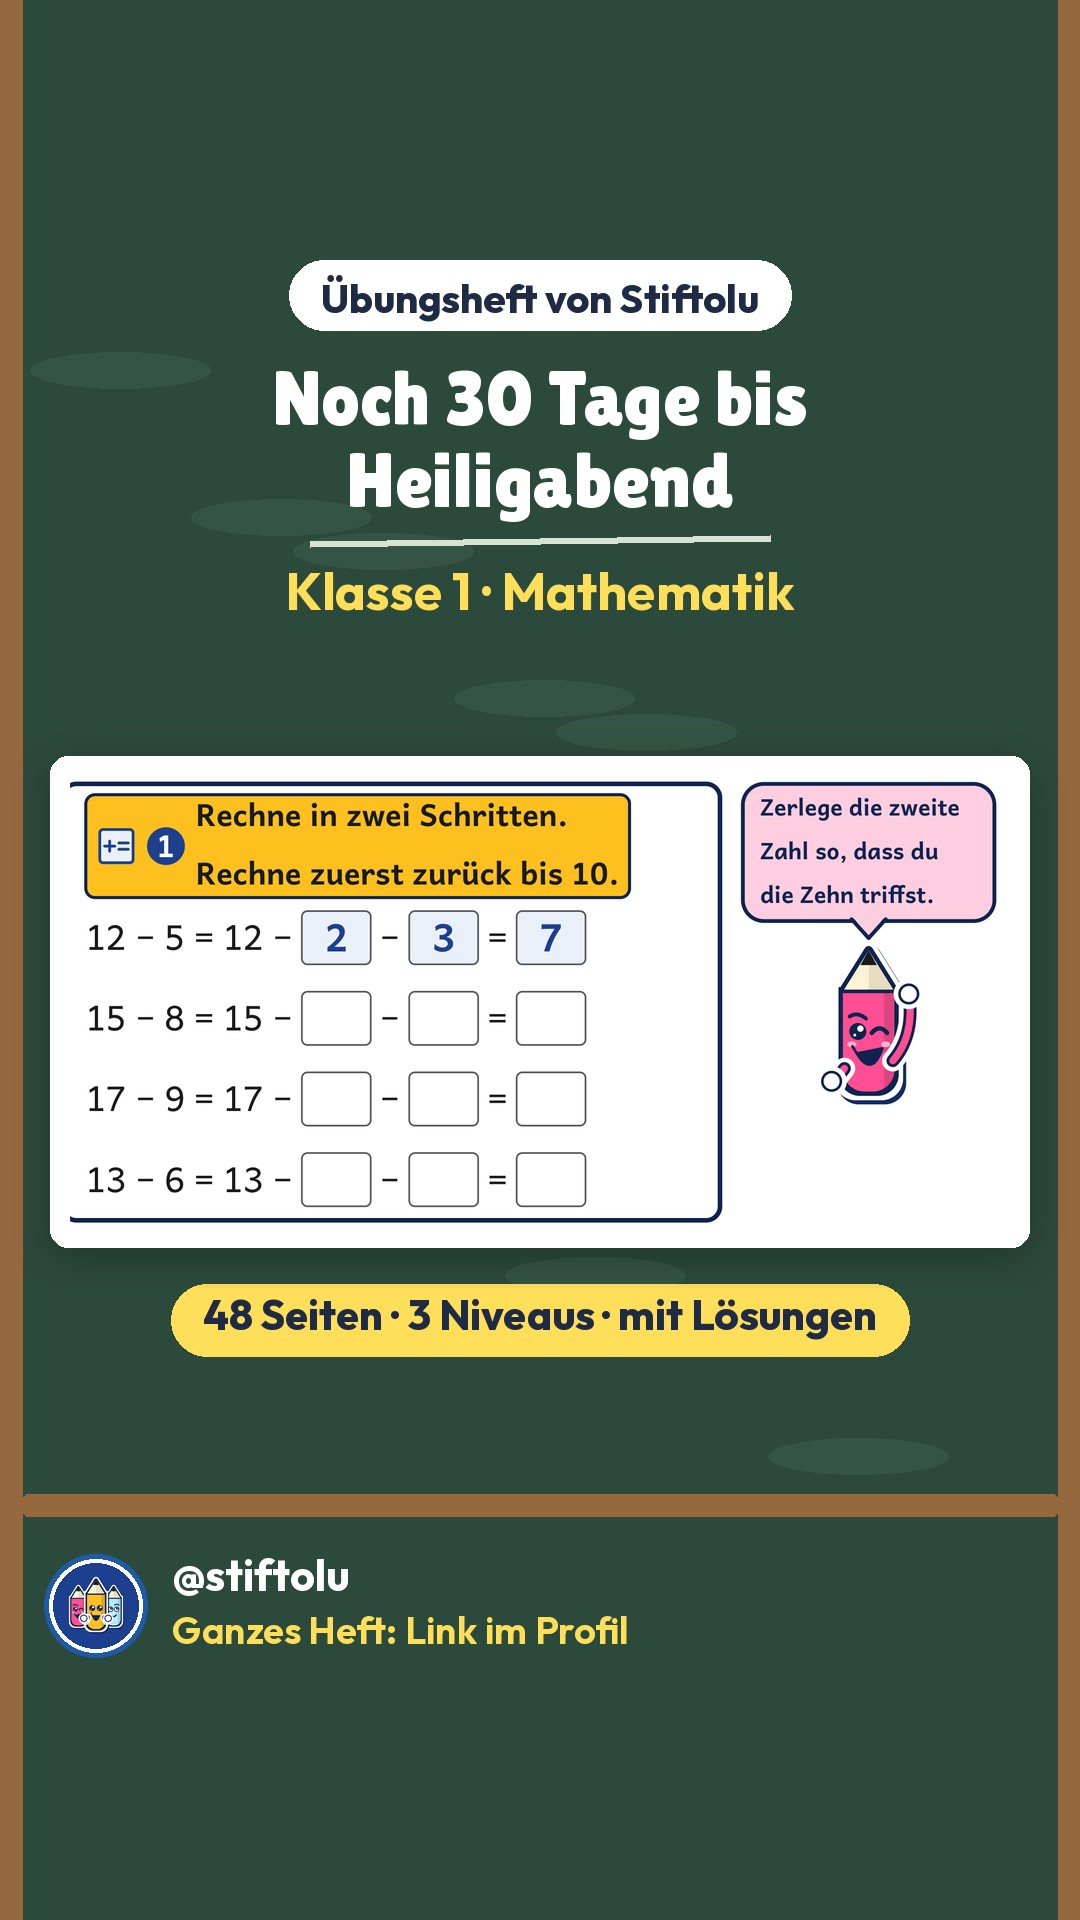 Übungsheft von Stiftolu
Noch 30 Tage bis
Heiligabend
Klasse 1 · Mathematik
+= 1 Rechne in zwei Schritten.
Rechne zuerst zurück bis 10.
12 − 5 = 12 − 2 − 3 = 7
15 − 8 = 15 − − =
17 − 9 = 17 − − =
13 − 6 = 13 − − =
Zerlege die zweite
Zahl so, dass du
die Zehn triffst.
48 Seiten · 3 Niveaus · mit Lösungen
@stiftolu
Ganzes Heft: Link im Profil